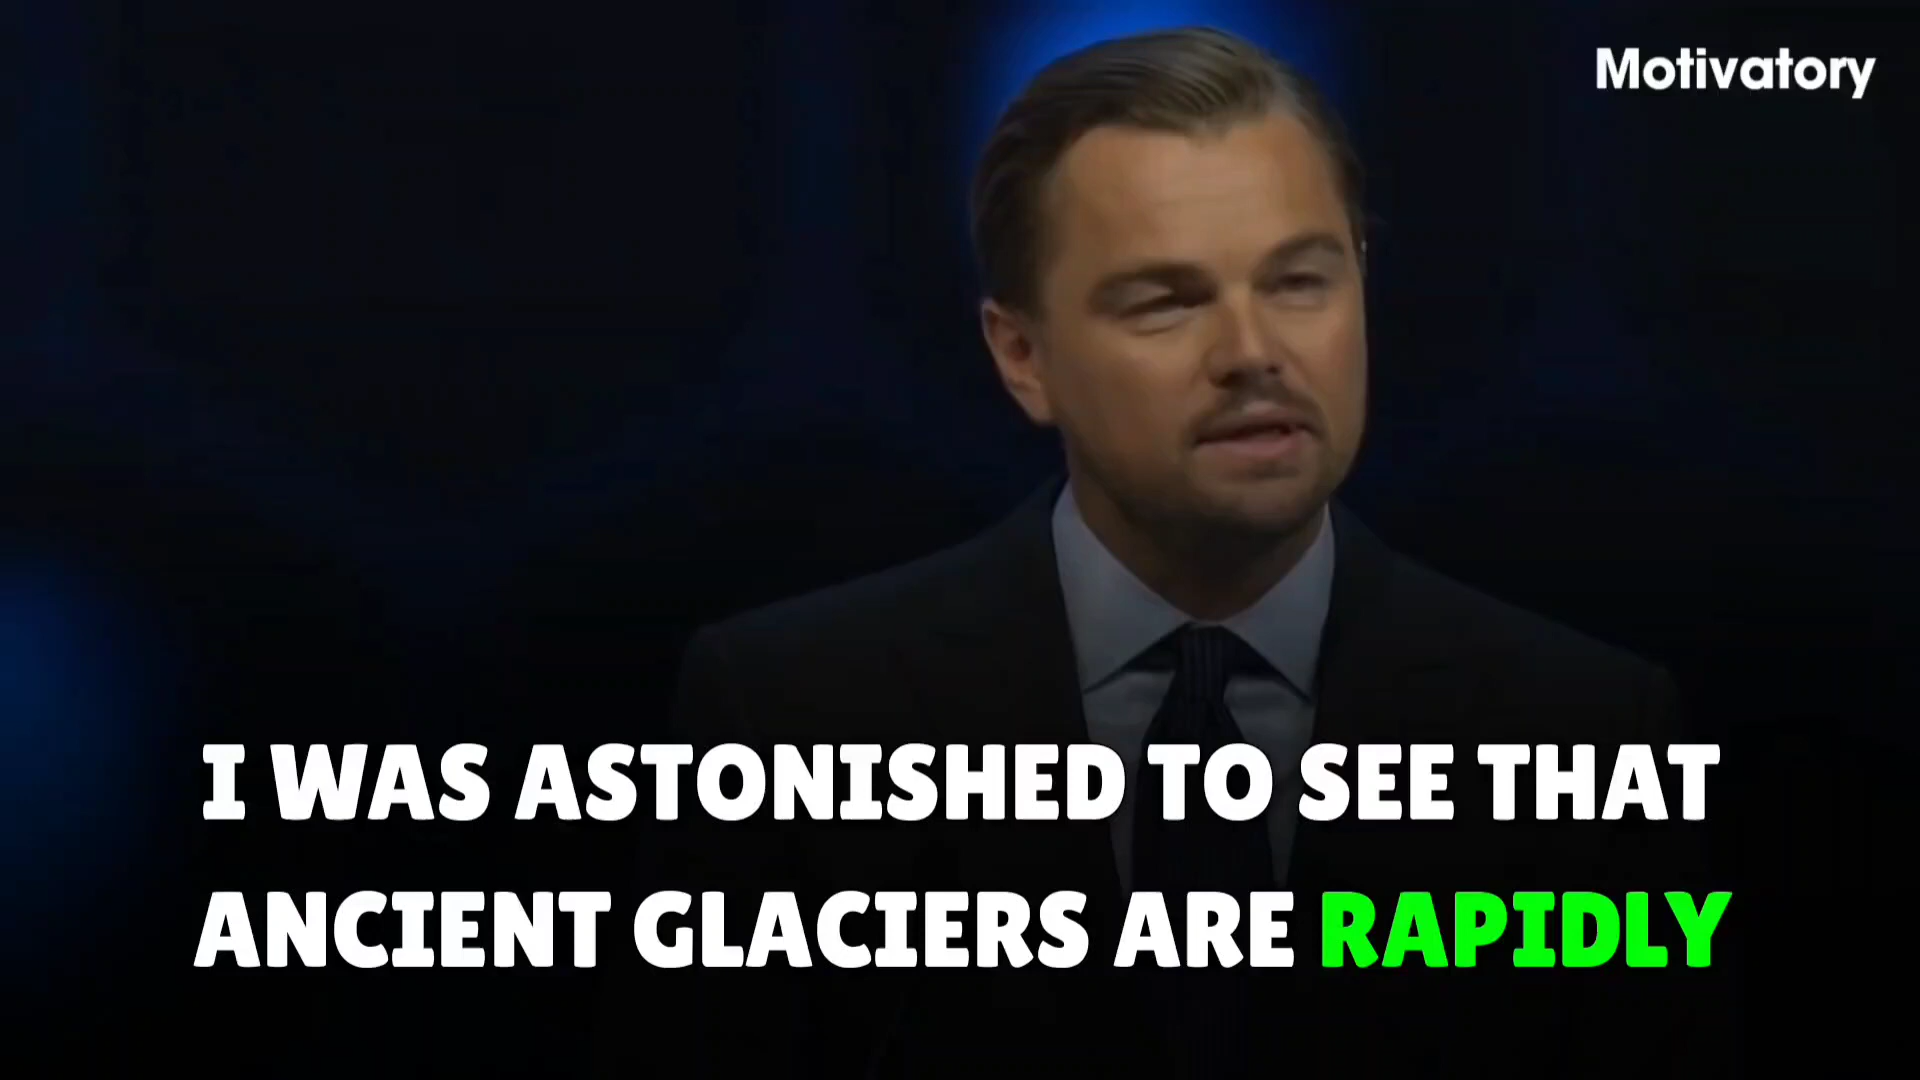 Motivatory
I WAS ASTONISHED TO SEE THAT
ANCIENT GLACIERS ARE RAPIDLY